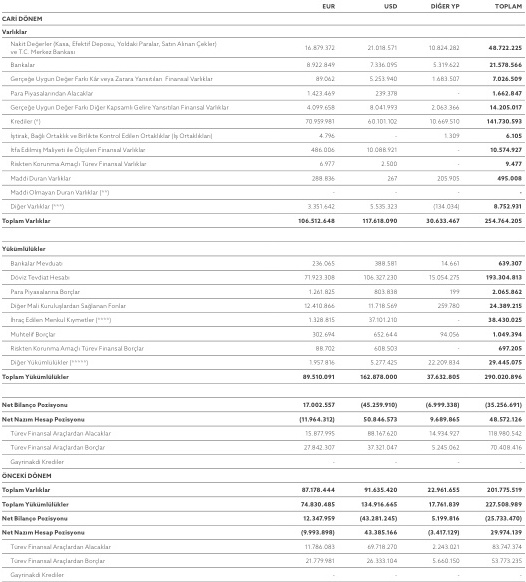 EUR USD DİĞER YP TOPLAM
CARİ DÖNEM
Varlıklar
Nakit Değerler (Kasa, Efektif Deposu, Yoldaki Paralar, Satın Alınan Çekler)
ve T.C. Merkez Bankası 16.879.372 21.018.571 10.824.282 48.722.225
Bankalar 8.922.849 7.336.095 5.319.622 21.578.566
Gerçeğe Uygun Değer Farkı Kâr veya Zarara Yansıtılan Finansal Varlıklar 89.062 5.253.940 1.683.507 7.026.509
Para Piyasalarından Alacaklar 1.423.469 239.378 - 1.662.847
Gerçeğe Uygun Değer Farkı Diğer Kapsamlı Gelire Yansıtılan Finansal Varlıklar 4.099.658 8.041.993 2.063.366 14.205.017
Krediler (*) 70.959.981 60.101.102 10.669.510 141.730.593
İştirak, Bağlı Ortaklık ve Birlikte Kontrol Edilen Ortaklıklar (İş Ortaklıkları) 4.796 - 1.309 6.105
İtfa Edilmiş Maliyeti ile Ölçülen Finansal Varlıklar 486.006 10.088.921 - 10.574.927
Riskten Korunma Amaçlı Türev Finansal Varlıklar 6.977 2.500 - 9.477
Maddi Duran Varlıklar 288.836 267 205.905 495.008
Maddi Olmayan Duran Varlıklar (**) - - - -
Diğer Varlıklar (***) 3.351.642 5.535.323 (134.034) 8.752.931
Toplam Varlıklar 106.512.648 117.618.090 30.633.467 254.764.205
Yükümlülükler
Bankalar Mevduatı 236.065 388.581 14.661 639.307
Döviz Tevdiat Hesabı 71.923.308 106.327.230 15.054.275 193.304.813
Para Piyasalarına Borçlar 1.261.825 803.838 199 2.065.862
Diğer Mali Kuruluşlardan Sağlanan Fonlar 12.410.866 11.718.569 259.780 24.389.215
İhraç Edilen Menkul Kıymetler (****) 1.328.815 37.101.210 - 38.430.025
Muhtelif Borçlar 302.694 652.644 94.056 1.049.394
Riskten Korunma Amaçlı Türev Finansal Borçlar 88.702 608.503 - 697.205
Diğer Yükümlülükler (*****) 1.957.816 5.277.425 22.209.834 29.445.075
Toplam Yükümlülükler 89.510.091 162.878.000 37.632.805 290.020.896
Net Bilanço Pozisyonu 17.002.557 (45.259.910) (6.999.338) (35.256.691)
Net Nazım Hesap Pozisyonu (11.964.312) 50.846.573 9.689.865 48.572.126
Türev Finansal Araçlardan Alacaklar 15.877.995 88.167.620 14.934.927 118.980.542
Türev Finansal Araçlardan Borçlar 27.842.307 37.321.047 5.245.062 70.408.416
Gayrinakdi Krediler - - - -
ÖNCEKİ DÖNEM
Toplam Varlıklar 87.178.444 91.635.420 22.961.655 201.775.519
Toplam Yükümlülükler 74.830.485 134.916.665 17.761.839 227.508.989
Net Bilanço Pozisyonu 12.347.959 (43.281.245) 5.199.816 (25.733.470)
Net Nazım Hesap Pozisyonu (9.993.898) 43.385.166 (3.417.129) 29.974.139
Türev Finansal Araçlardan Alacaklar 11.786.083 69.718.270 2.243.021 83.747.374
Türev Finansal Araçlardan Borçlar 21.779.981 26.333.104 5.660.150 53.773.235
Gayrinakdi Krediler - - - -